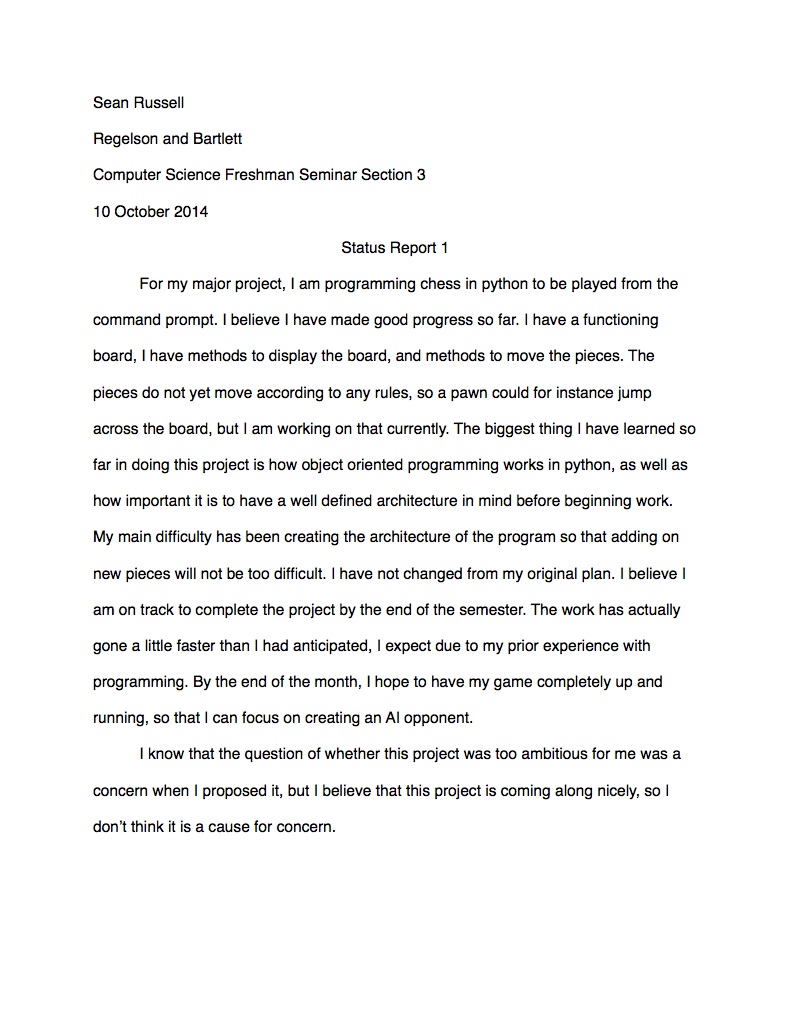 Sean Russell
Regelson and Bartlett
Computer Science Freshman Seminar Section 3
10 October 2014
Status Report 1
For my major project, I am programming chess in python to be played from the
command prompt. I believe I have made good progress so far. I have a functioning
board, I have methods to display the board, and methods to move the pieces. The
pieces do not yet move according to any rules, so a pawn could for instance jump
across the board, but I am working on that currently. The biggest thing I have learned so
far in doing this project is how object oriented programming works in python, as well as
how important it is to have a well defined architecture in mind before beginning work.
My main difficulty has been creating the architecture of the program so that adding on
new pieces will not be too difficult. I have not changed from my original plan. I believe I
am on track to complete the project by the end of the semester. The work has actually
gone a little faster than I had anticipated, I expect due to my prior experience with
programming. By the end of the month, I hope to have my game completely up and
running, so that I can focus on creating an AI opponent.
I know that the question of whether this project was too ambitious for me was a
concern when I proposed it, but I believe that this project is coming along nicely, so I
don’t think it is a cause for concern.